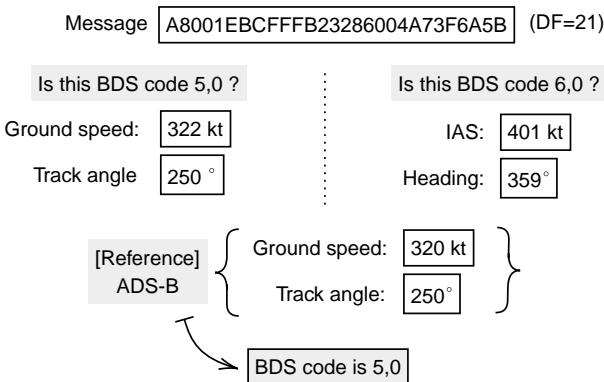 Message A8001EBCFFFB23286004A73F6A5B (DF=21)
Is this BDS code 5,0 ? Is this BDS code 6,0 ?
Ground speed: 322 kt IAS: 401 kt
Track angle 250 ° Heading: 359°
[Reference] ADS-B
Ground speed: 320 kt
Track angle: 250°
BDS code is 5,0